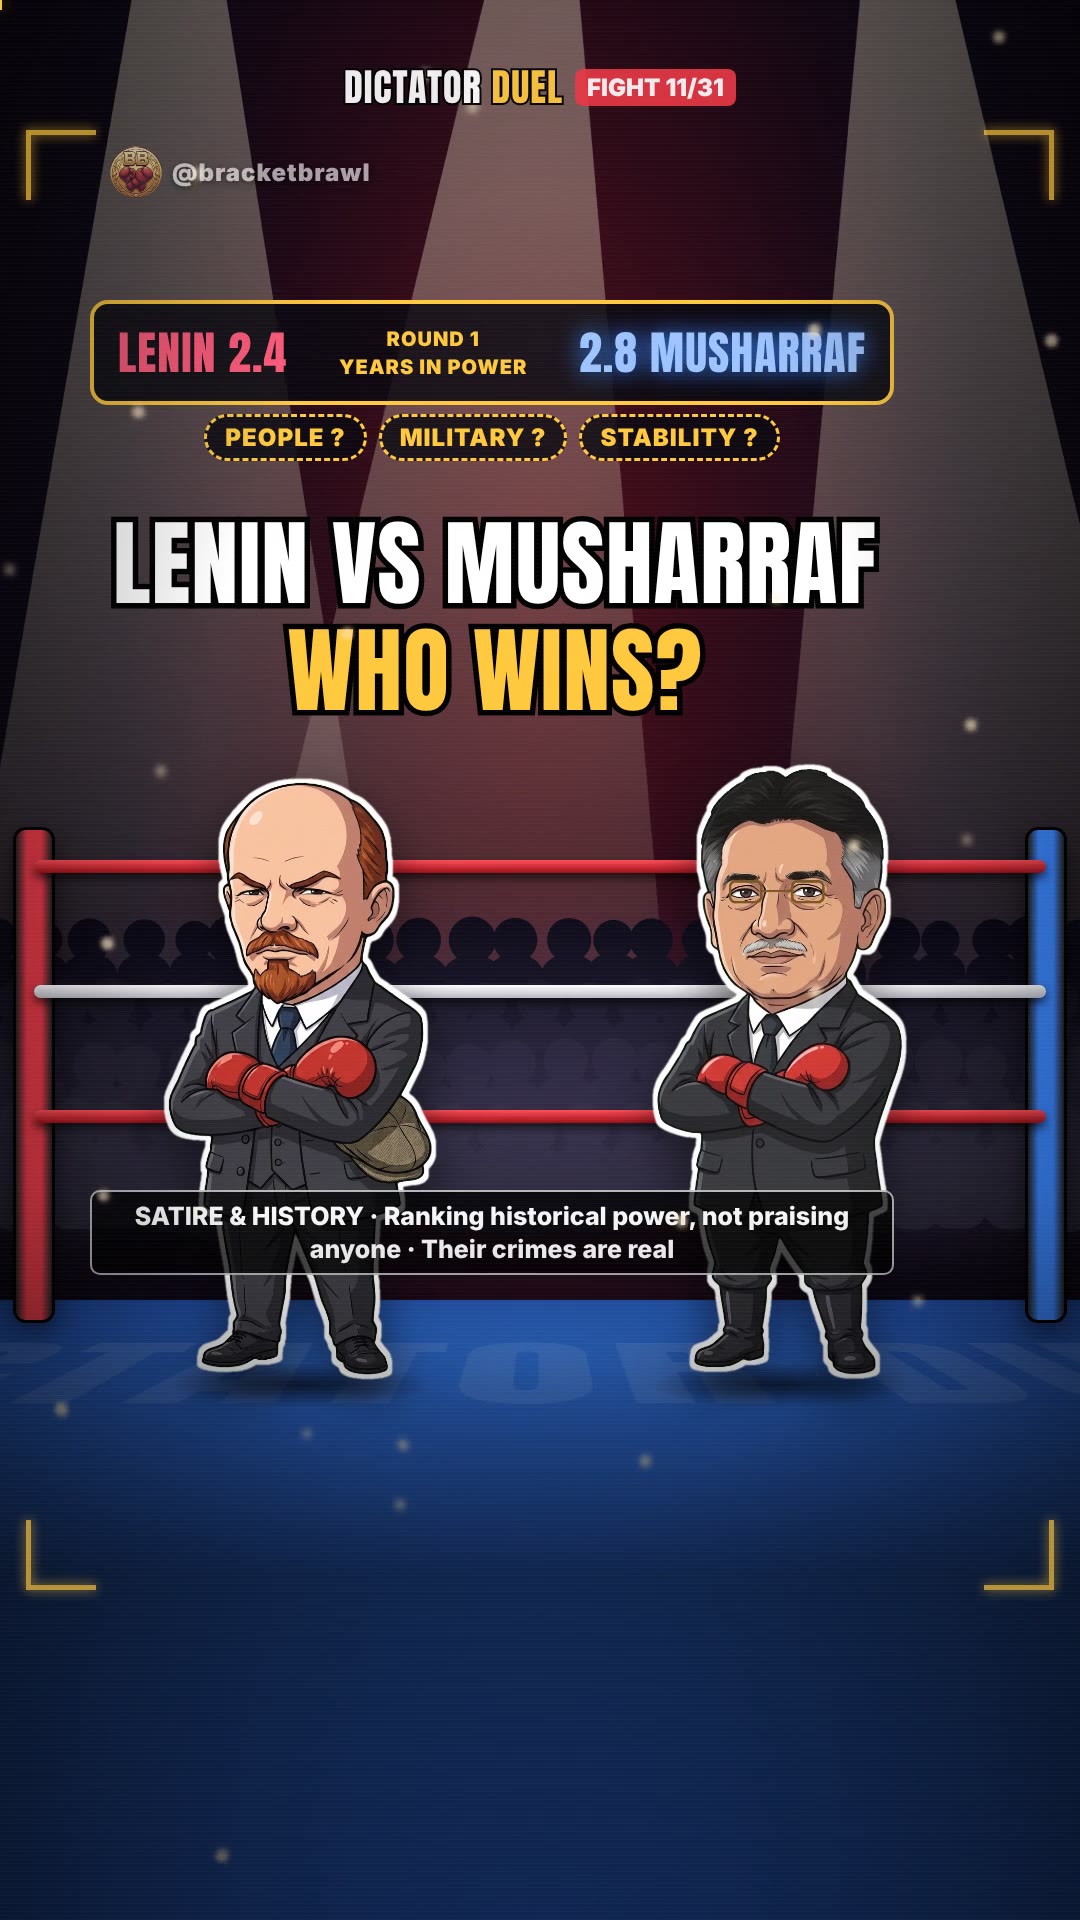 DICTATOR DUEL FIGHT 11/31
BB
@bracketbrawl
LENIN 2.4
ROUND 1
YEARS IN POWER
2.8 MUSHARRAF
PEOPLE ?
MILITARY ?
STABILITY ?
LENIN VS MUSHARRAF
WHO WINS?
SATIRE & HISTORY · Ranking historical power, not praising
anyone · Their crimes are real